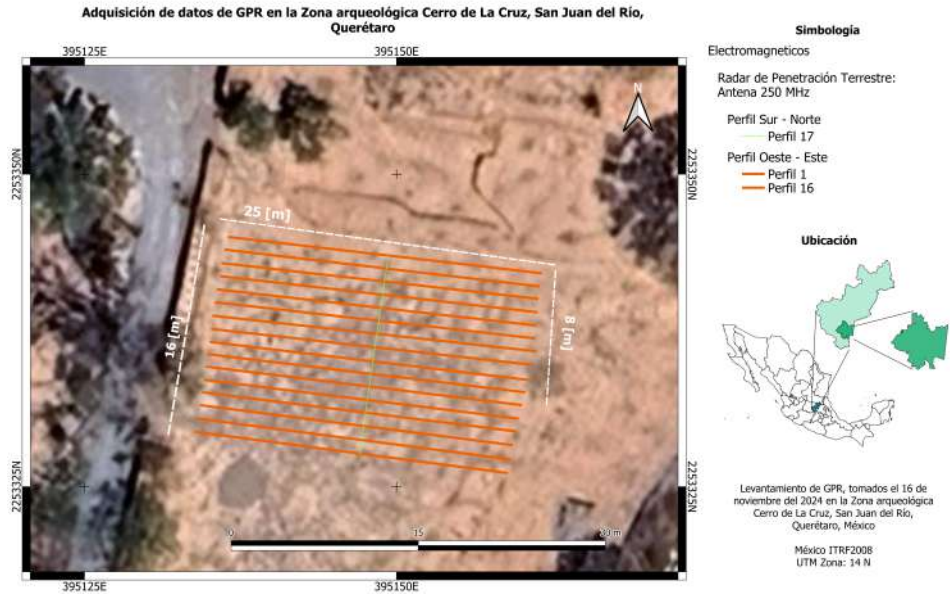 Adquisición de datos de GPR en la Zona arqueológica Cerro de La Cruz, San Juan del Río,
Querétaro
395125E
395150E
2253350N
2253350N
N
25 [m]
16 [m]
8 [m]
2253325N
2253325N
0
15
30 m
395125E
395150E
Simbología
Electromagneticos
Radar de Penetración Terrestre:
Antena 250 MHz
Perfil Sur - Norte
Perfil 17
Perfil Oeste - Este
Perfil 1
Perfil 16
Ubicación
Levantamiento de GPR, tomados el 16 de
noviembre del 2024 en la Zona arqueológica
Cerro de La Cruz, San Juan del Río,
Querétaro, México
México ITRF2008
UTM Zona: 14 N